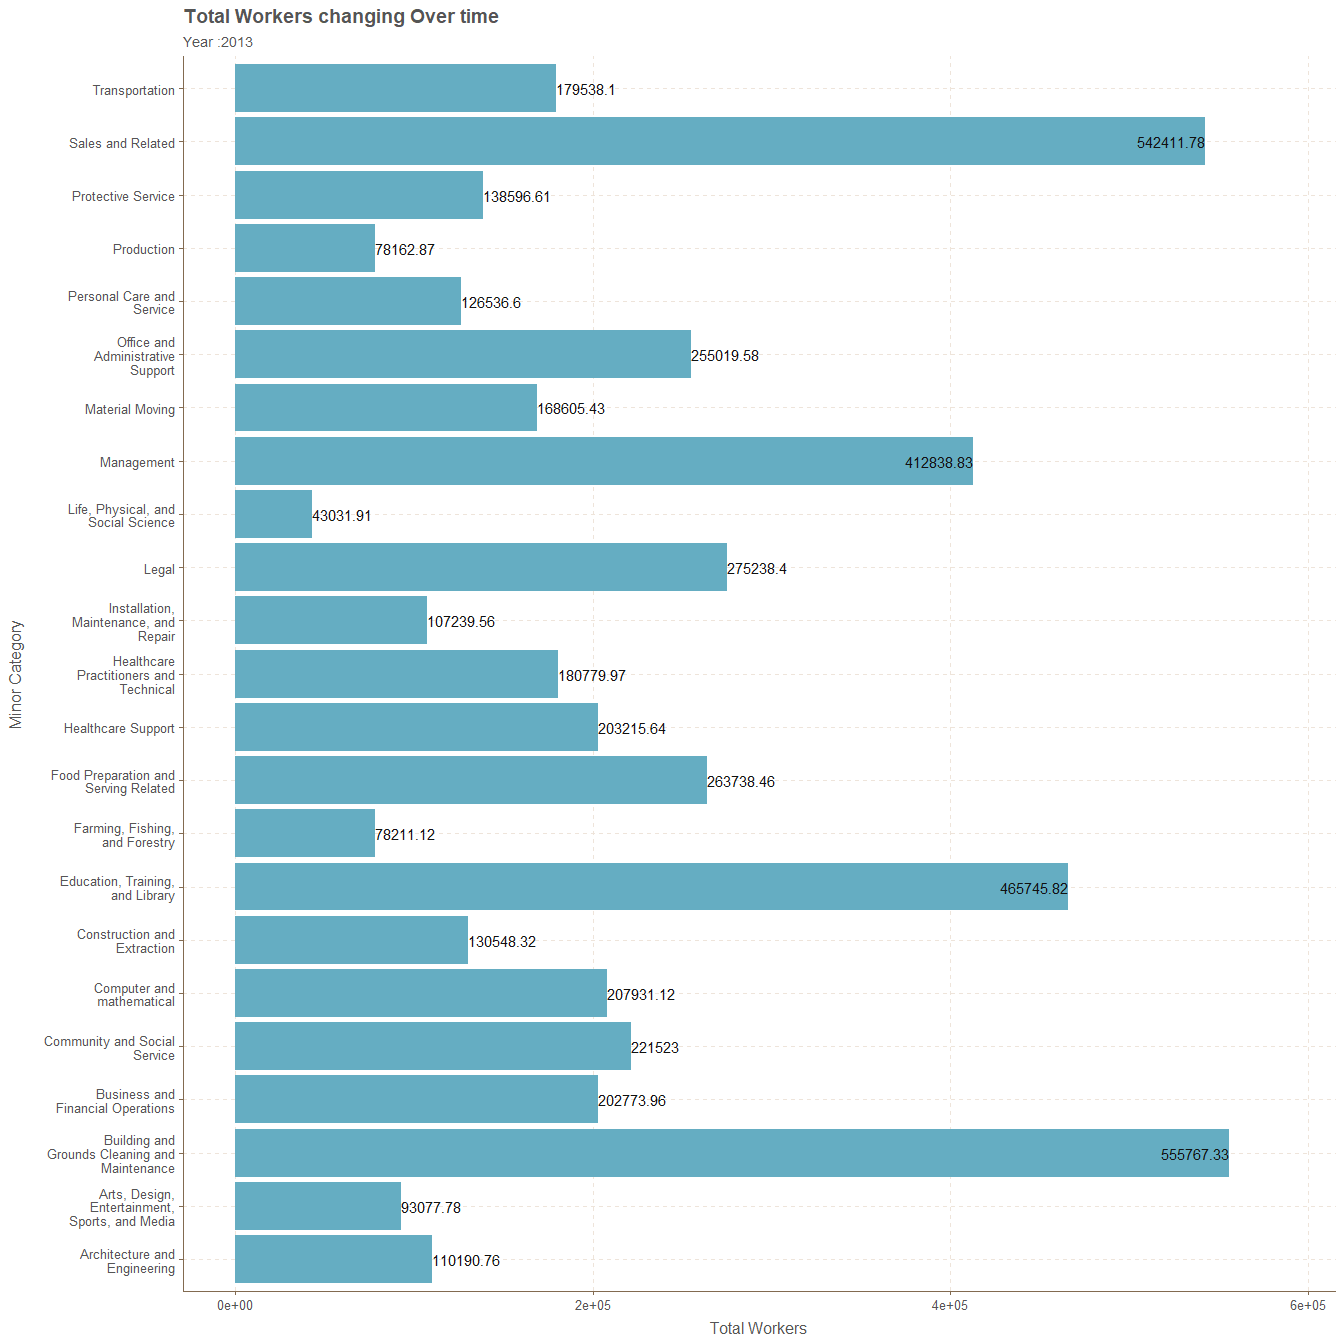 Total Workers changing Over time
Year :2013
Transportation
179538.1
Sales and Related
542411.78
Protective Service
138596.61
Production
78162.87
Personal Care and
Service
126536.6
Office and
Administrative
Support
255019.58
Material Moving
168605.43
Management
412838.83
Life, Physical, and
Social Science
43031.91
Legal
275238.4
Installation,
Maintenance, and
Repair
107239.56
Healthcare
Practitioners and
Technical
180779.97
Healthcare Support
203215.64
Food Preparation and
Serving Related
263738.46
Farming, Fishing,
and Forestry
78211.12
Education, Training,
and Library
465745.82
Construction and
Extraction
130548.32
Computer and
mathematical
207931.12
Community and Social
Service
221523
Business and
Financial Operations
202773.96
Building and
Grounds Cleaning and
Maintenance
555767.33
Arts, Design,
Entertainment,
Sports, and Media
93077.78
Architecture and
Engineering
110190.76
Minor Category
0e+00
2e+05
4e+05
6e+05
Total Workers